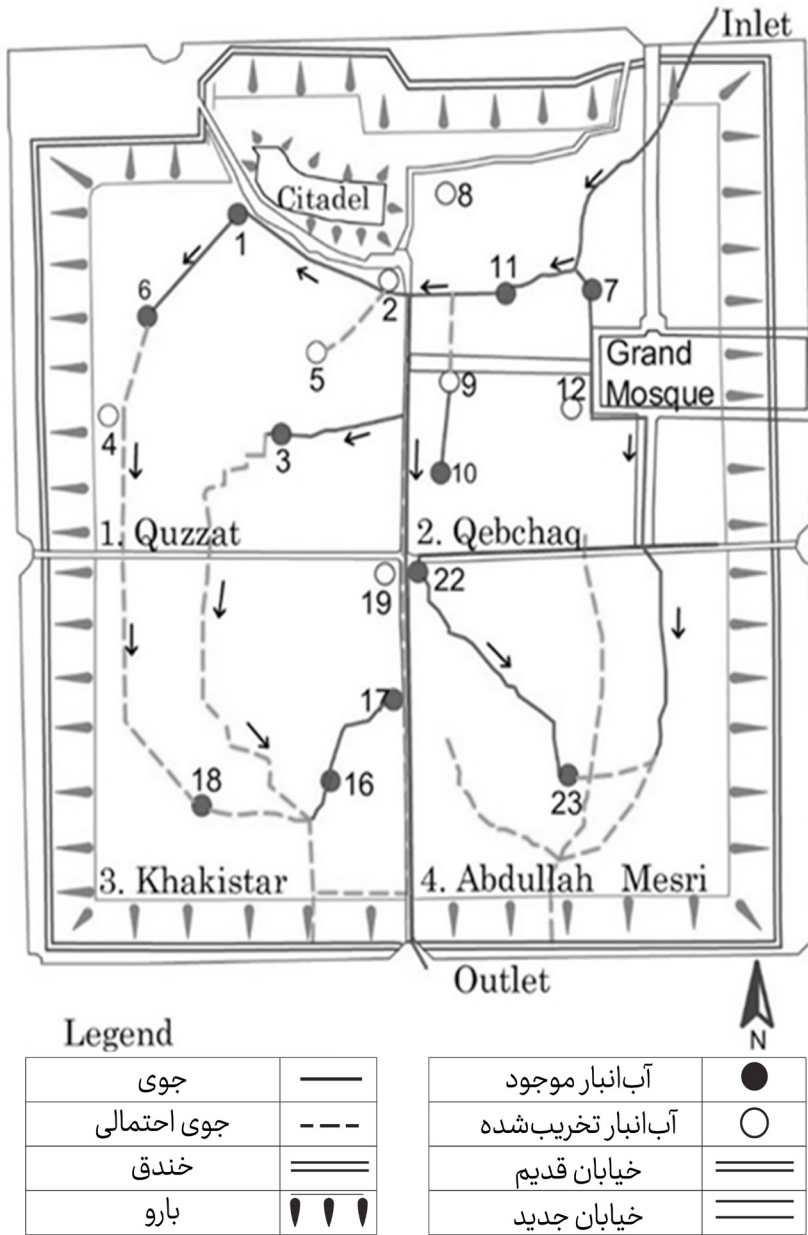 Inlet
Citadel
8
1
2
11
7
6
5
Grand
Mosque
9
12
4
3
10
1. Quzzat
2. Qebchaq
19
22
17
18
16
23
3. Khakistar
4. Abdullah Mesri
Outlet
N
Legend
جوی
جوی احتمالی
خندق
بارو
آب‌انبار موجود
آب‌انبار تخریب‌شده
خیابان قدیم
خیابان جدید